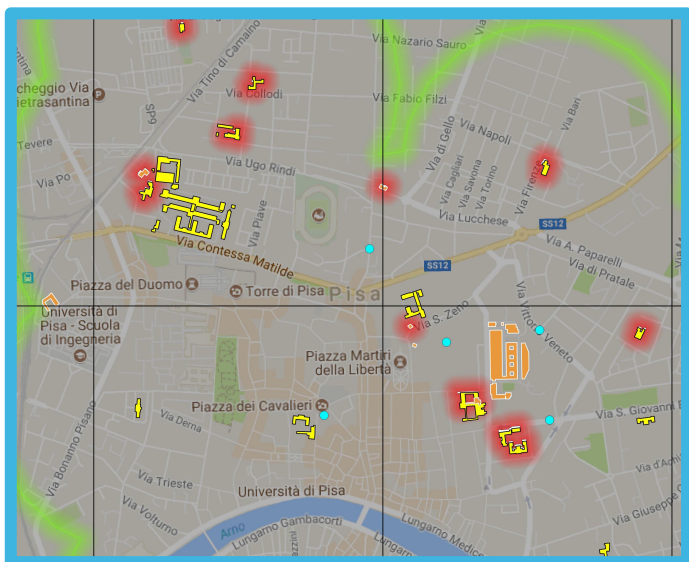 Via Nazario Sauro
Via Tino di Camaino
Via Collodi
cheggio Via
ietrasantina
Via Fabio Filzi
SP9
Via di Gello
Via Napoli
Via Bari
Tevere
Via Ugo Rindi
Via Po
Via Cagliari
Via Savona
Via Torino
Via Firenze
Via Piave
Via Lucchese
SS12
Via Contessa Matilde
Via A. Paparelli
Via di Pratale
SS12
Piazza del Duomo
Torre di Pisa
Pisa
Università di
Pisa - Scuola
di Ingegneria
Via S. Zeno
Via Vittorio Veneto
Piazza Martiri
della Libertà
Via Bonanno Pisano
Piazza dei Cavalieri
Via Derna
Via S. Giovanni B
Via d'Achi
Via Trieste
Università di Pisa
Via Volturno
Arno
Lungarno Gambacorti
Lungarno Medice
Lungarn
Via Giuseppe G